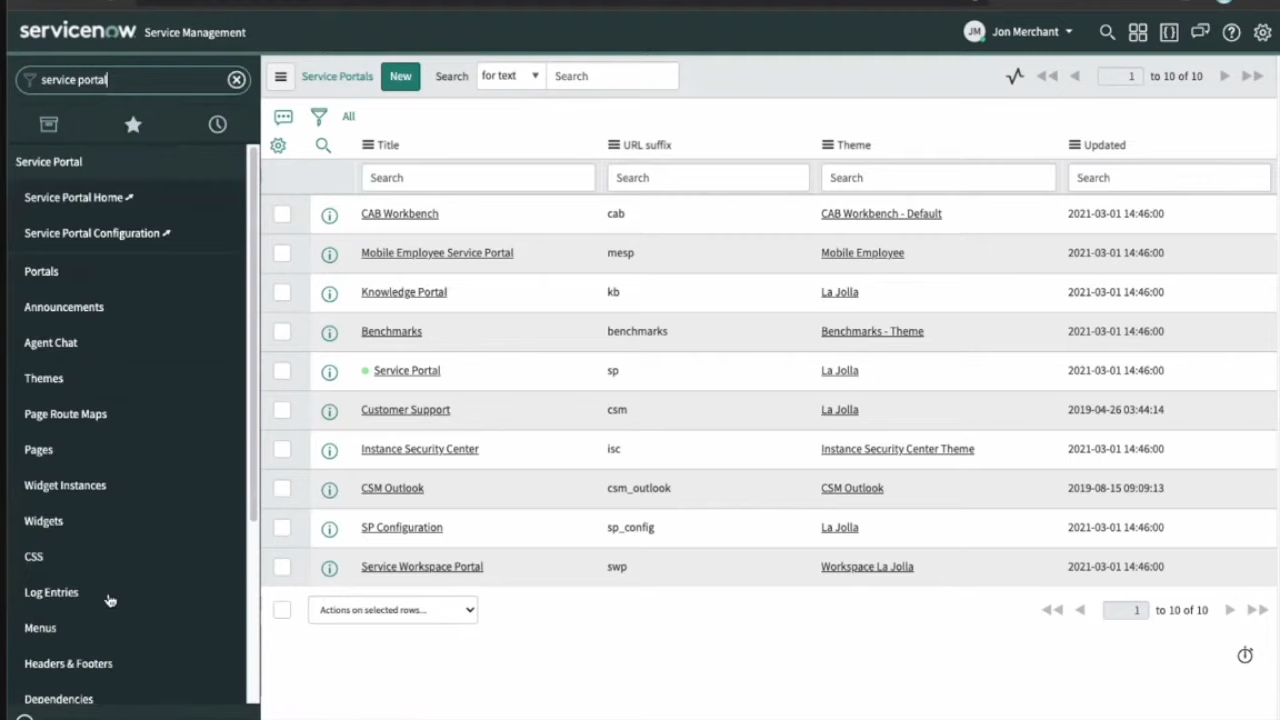 servicenow Service Management
JM Jon Merchant
service portal
Service Portal
Service Portal Home
Service Portal Configuration
Portals
Announcements
Agent Chat
Themes
Page Route Maps
Pages
Widget Instances
Widgets
CSS
Log Entries
Menus
Headers & Footers
Dependencies
Service Portals New Search for text Search 1 to 10 of 10
All
Title URL suffix Theme Updated
Search Search Search Search
CAB Workbench cab CAB Workbench - Default 2021-03-01 14:46:00
Mobile Employee Service Portal mesp Mobile Employee 2021-03-01 14:46:00
Knowledge Portal kb La Jolla 2021-03-01 14:46:00
Benchmarks benchmarks Benchmarks - Theme 2021-03-01 14:46:00
Service Portal sp La Jolla 2021-03-01 14:46:00
Customer Support csm La Jolla 2019-04-26 03:44:14
Instance Security Center isc Instance Security Center Theme 2021-03-01 14:46:00
CSM Outlook csm_outlook CSM Outlook 2019-08-15 09:09:13
SP Configuration sp_config La Jolla 2021-03-01 14:46:00
Service Workspace Portal swp Workspace La Jolla 2021-03-01 14:46:00
Actions on selected rows... 1 to 10 of 10